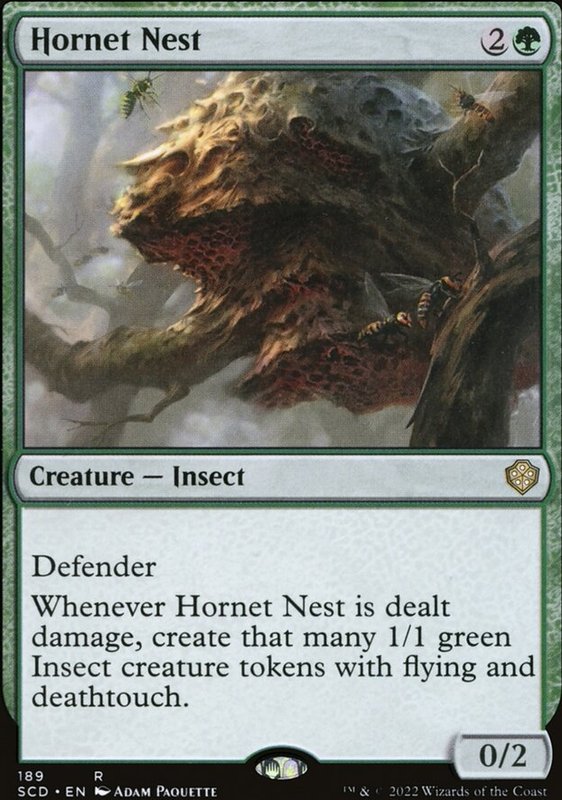 Hornet Nest 2
Creature — Insect
Defender
Whenever Hornet Nest is dealt
damage, create that many 1/1 green
Insect creature tokens with flying and
deathtouch.
0/2
189 R
SCD • EN Adam Paquette ™ & © 2022 Wizards of the Coast